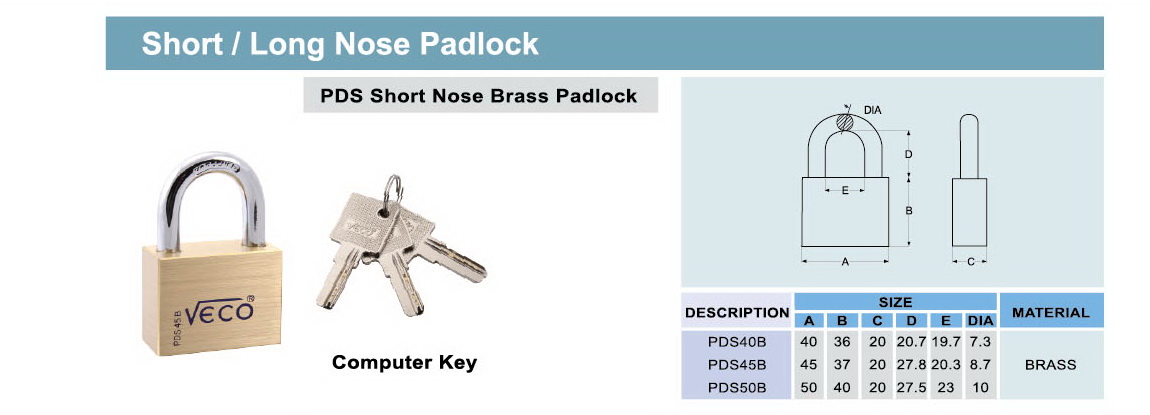 Short / Long Nose Padlock
PDS Short Nose Brass Padlock
VECO®
PDS45B
VECO
Computer Key
DIA
D
E
B
A
C
DESCRIPTION SIZE MATERIAL
A B C D E DIA
PDS40B 40 36 20 20.7 19.7 7.3
PDS45B 45 37 20 27.8 20.3 8.7 BRASS
PDS50B 50 40 20 27.5 23 10